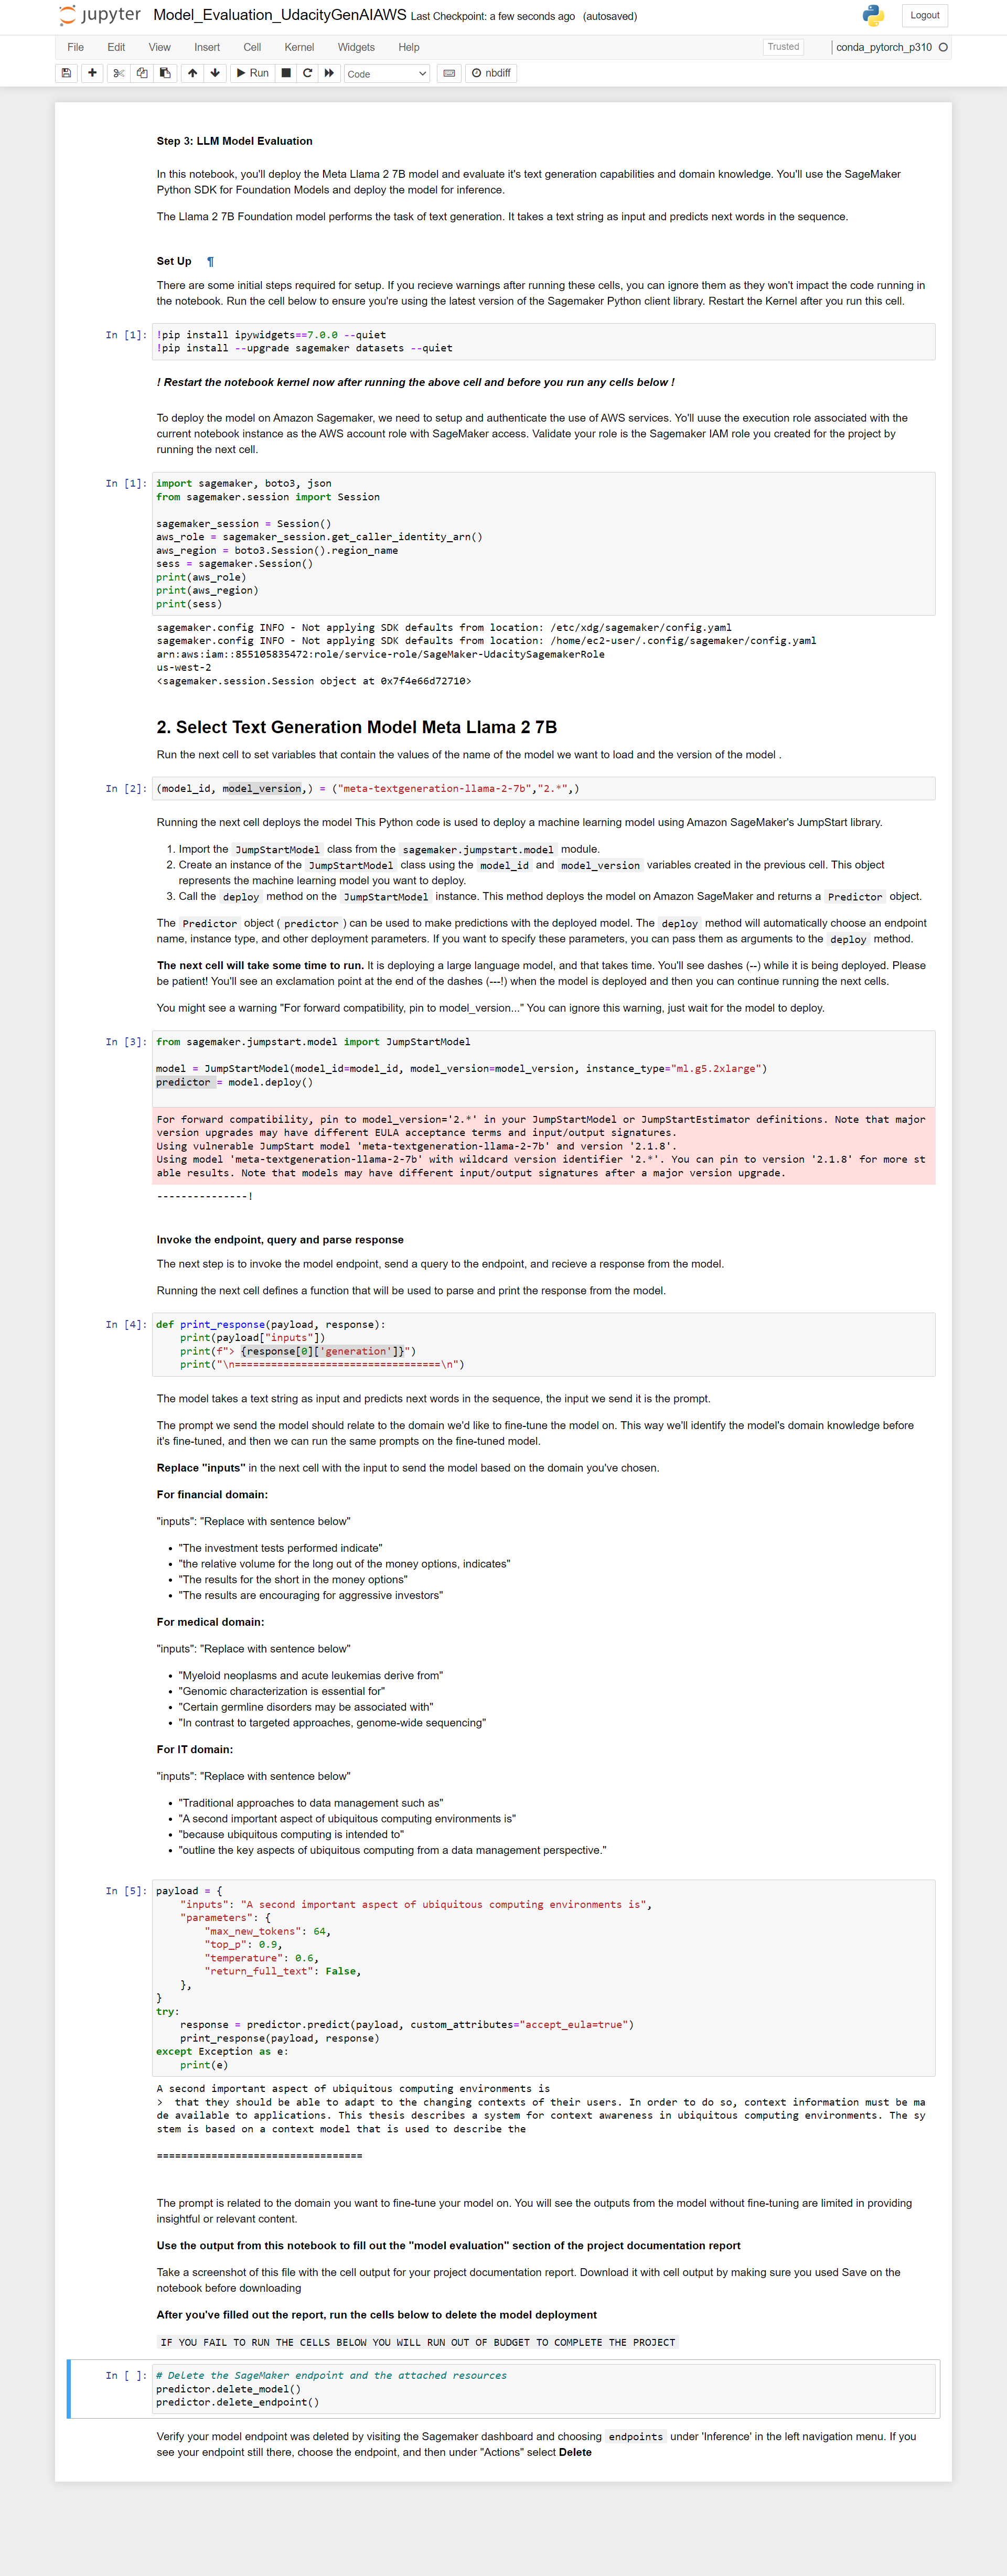 jupyter Model_Evaluation_UdacityGenAIAWS Last Checkpoint: a few seconds ago (autosaved) Logout
File Edit View Insert Cell Kernel Widgets Help Trusted conda_pytorch_p310
Run Code nbdiff
Step 3: LLM Model Evaluation
In this notebook, you'll deploy the Meta Llama 2 7B model and evaluate it's text generation capabilities and domain knowledge. You'll use the SageMaker
Python SDK for Foundation Models and deploy the model for inference.
The Llama 2 7B Foundation model performs the task of text generation. It takes a text string as input and predicts next words in the sequence.
Set Up ¶
There are some initial steps required for setup. If you recieve warnings after running these cells, you can ignore them as they won't impact the code running in
the notebook. Run the cell below to ensure you're using the latest version of the Sagemaker Python client library. Restart the Kernel after you run this cell.
In [1]: !pip install ipywidgets==7.0.0 --quiet
!pip install --upgrade sagemaker datasets --quiet
! Restart the notebook kernel now after running the above cell and before you run any cells below !
To deploy the model on Amazon Sagemaker, we need to setup and authenticate the use of AWS services. Yo'll uuse the execution role associated with the
current notebook instance as the AWS account role with SageMaker access. Validate your role is the Sagemaker IAM role you created for the project by
running the next cell.
In [1]: import sagemaker, boto3, json
from sagemaker.session import Session
sagemaker_session = Session()
aws_role = sagemaker_session.get_caller_identity_arn()
aws_region = boto3.Session().region_name
sess = sagemaker.Session()
print(aws_role)
print(aws_region)
print(sess)
sagemaker.config INFO - Not applying SDK defaults from location: /etc/xdg/sagemaker/config.yaml
sagemaker.config INFO - Not applying SDK defaults from location: /home/ec2-user/.config/sagemaker/config.yaml
arn:aws:iam::855105835472:role/service-role/SageMaker-UdacitySagemakerRole
us-west-2
<sagemaker.session.Session object at 0x7f4e66d72710>
2. Select Text Generation Model Meta Llama 2 7B
Run the next cell to set variables that contain the values of the name of the model we want to load and the version of the model .
In [2]: (model_id, model_version,) = ("meta-textgeneration-llama-2-7b","2.*",)
Running the next cell deploys the model This Python code is used to deploy a machine learning model using Amazon SageMaker's JumpStart library.
1. Import the JumpStartModel class from the sagemaker.jumpstart.model module.
2. Create an instance of the JumpStartModel class using the model_id and model_version variables created in the previous cell. This object
represents the machine learning model you want to deploy.
3. Call the deploy method on the JumpStartModel instance. This method deploys the model on Amazon SageMaker and returns a Predictor object.
The Predictor object ( predictor ) can be used to make predictions with the deployed model. The deploy method will automatically choose an endpoint
name, instance type, and other deployment parameters. If you want to specify these parameters, you can pass them as arguments to the deploy method.
The next cell will take some time to run. It is deploying a large language model, and that takes time. You'll see dashes (--) while it is being deployed. Please
be patient! You'll see an exclamation point at the end of the dashes (---!) when the model is deployed and then you can continue running the next cells.
You might see a warning "For forward compatibility, pin to model_version..." You can ignore this warning, just wait for the model to deploy.
In [3]: from sagemaker.jumpstart.model import JumpStartModel
model = JumpStartModel(model_id=model_id, model_version=model_version, instance_type="ml.g5.2xlarge")
predictor = model.deploy()
For forward compatibility, pin to model_version='2.*' in your JumpStartModel or JumpStartEstimator definitions. Note that major
version upgrades may have different EULA acceptance terms and input/output signatures.
Using vulnerable JumpStart model 'meta-textgeneration-llama-2-7b' and version '2.1.8'.
Using model 'meta-textgeneration-llama-2-7b' with wildcard version identifier '2.*'. You can pin to version '2.1.8' for more st
able results. Note that models may have different input/output signatures after a major version upgrade.
---------------!
Invoke the endpoint, query and parse response
The next step is to invoke the model endpoint, send a query to the endpoint, and recieve a response from the model.
Running the next cell defines a function that will be used to parse and print the response from the model.
In [4]: def print_response(payload, response):
print(payload["inputs"])
print(f"> {response[0]['generation']}")
print("\n==================================\n")
The model takes a text string as input and predicts next words in the sequence, the input we send it is the prompt.
The prompt we send the model should relate to the domain we'd like to fine-tune the model on. This way we'll identify the model's domain knowledge before
it's fine-tuned, and then we can run the same prompts on the fine-tuned model.
Replace "inputs" in the next cell with the input to send the model based on the domain you've chosen.
For financial domain:
"inputs": "Replace with sentence below"
• "The investment tests performed indicate"
• "the relative volume for the long out of the money options, indicates"
• "The results for the short in the money options"
• "The results are encouraging for aggressive investors"
For medical domain:
"inputs": "Replace with sentence below"
• "Myeloid neoplasms and acute leukemias derive from"
• "Genomic characterization is essential for"
• "Certain germline disorders may be associated with"
• "In contrast to targeted approaches, genome-wide sequencing"
For IT domain:
"inputs": "Replace with sentence below"
• "Traditional approaches to data management such as"
• "A second important aspect of ubiquitous computing environments is"
• "because ubiquitous computing is intended to"
• "outline the key aspects of ubiquitous computing from a data management perspective."
In [5]: payload = {
"inputs": "A second important aspect of ubiquitous computing environments is",
"parameters": {
"max_new_tokens": 64,
"top_p": 0.9,
"temperature": 0.6,
"return_full_text": False,
},
}
try:
response = predictor.predict(payload, custom_attributes="accept_eula=true")
print_response(payload, response)
except Exception as e:
print(e)
A second important aspect of ubiquitous computing environments is
> that they should be able to adapt to the changing contexts of their users. In order to do so, context information must be ma
de available to applications. This thesis describes a system for context awareness in ubiquitous computing environments. The sy
stem is based on a context model that is used to describe the
==================================
The prompt is related to the domain you want to fine-tune your model on. You will see the outputs from the model without fine-tuning are limited in providing
insightful or relevant content.
Use the output from this notebook to fill out the "model evaluation" section of the project documentation report
Take a screenshot of this file with the cell output for your project documentation report. Download it with cell output by making sure you used Save on the
notebook before downloading
After you've filled out the report, run the cells below to delete the model deployment
IF YOU FAIL TO RUN THE CELLS BELOW YOU WILL RUN OUT OF BUDGET TO COMPLETE THE PROJECT
In [ ]: # Delete the SageMaker endpoint and the attached resources
predictor.delete_model()
predictor.delete_endpoint()
Verify your model endpoint was deleted by visiting the Sagemaker dashboard and choosing endpoints under 'Inference' in the left navigation menu. If you
see your endpoint still there, choose the endpoint, and then under "Actions" select Delete